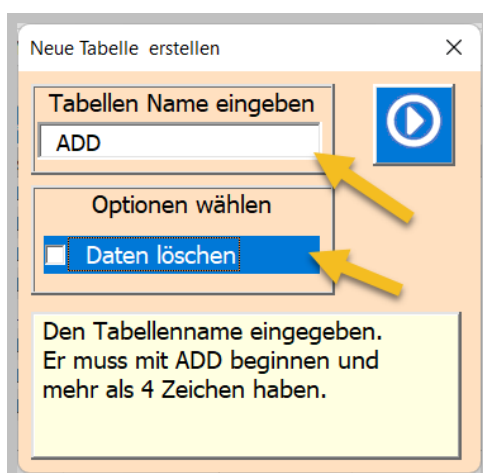 Neue Tabelle erstellen
Tabellen Name eingeben
ADD
Optionen wählen
Daten löschen
Den Tabellenname eingegeben.
Er muss mit ADD beginnen und
mehr als 4 Zeichen haben.